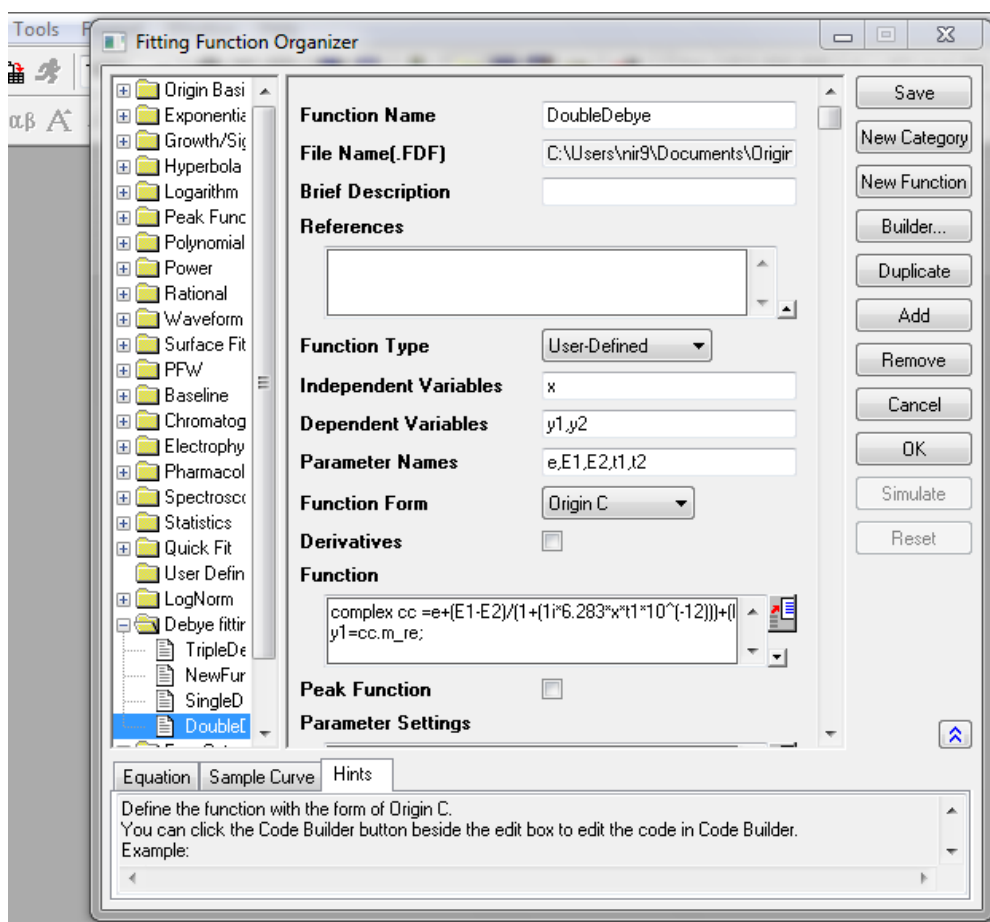 Tools F
Fitting Function Organizer
αβ A
Origin Basi
Exponentia
Growth/Sig
Hyperbola
Logarithm
Peak Func
Polynomial
Power
Rational
Waveform
Surface Fit
PFW
Baseline
Chromatog
Electrophy
Pharmacol
Spectrosco
Statistics
Quick Fit
User Defin
LogNorm
Debye fittir
TripleDe
NewFur
SingleD
DoubleD
Function Name DoubleDebye
File Name(.FDF) C:\Users\nir9\Documents\Origin
Brief Description
References
Function Type User-Defined
Independent Variables x
Dependent Variables y1,y2
Parameter Names e,E1,E2,t1,t2
Function Form Origin C
Derivatives
Function
complex cc =e+(E1-E2)/(1+(1i*6.283*x*t1*10^(-12)))+(
y1=cc.m_re;
Peak Function
Parameter Settings
Save
New Category
New Function
Builder...
Duplicate
Add
Remove
Cancel
OK
Simulate
Reset
Equation Sample Curve Hints
Define the function with the form of Origin C.
You can click the Code Builder button beside the edit box to edit the code in Code Builder.
Example: